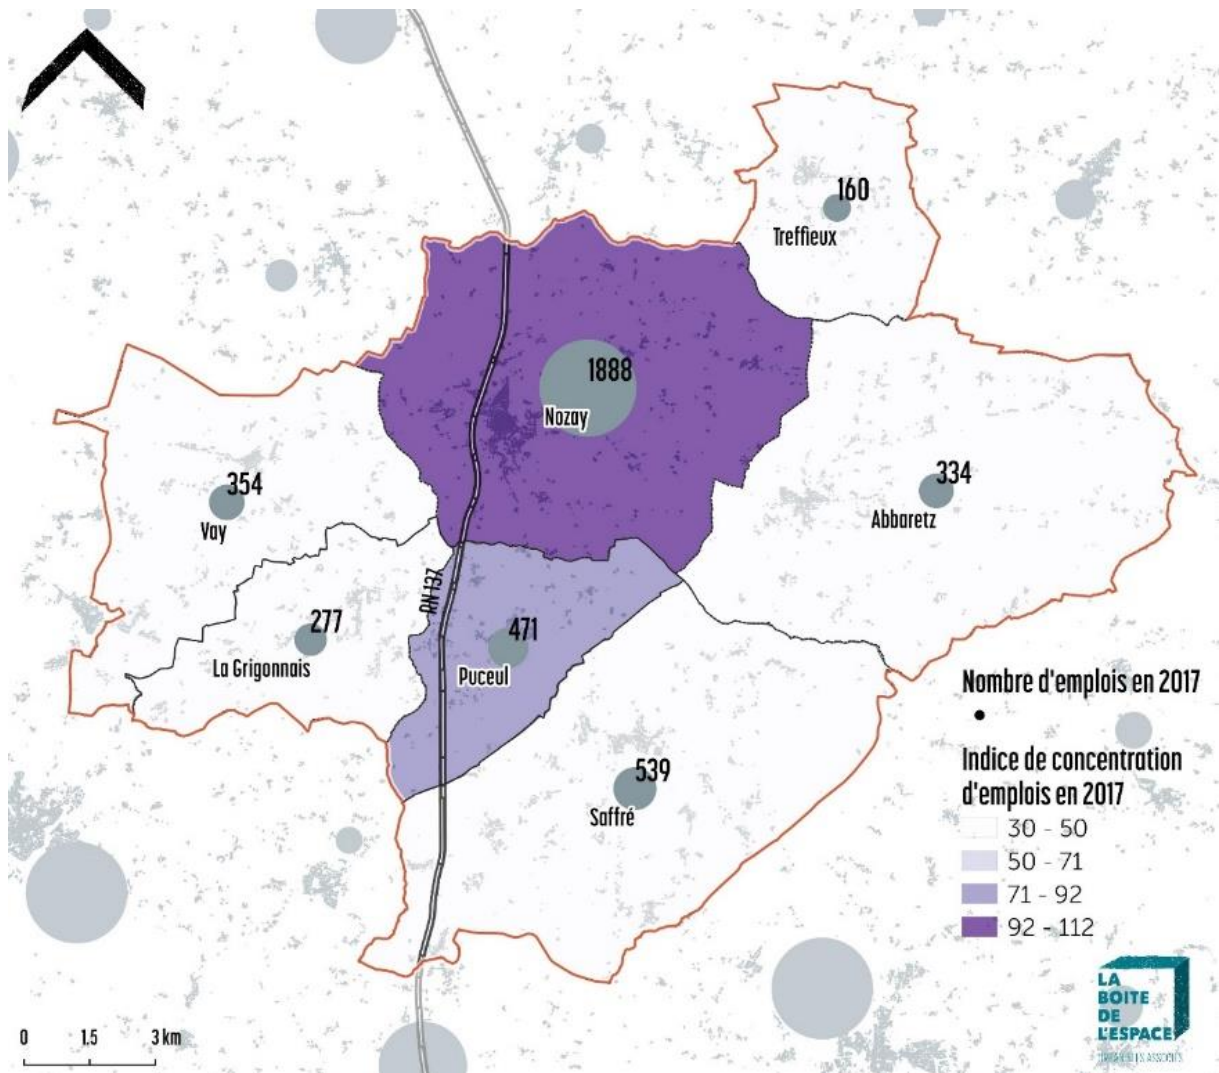 160
Treffieux
1888
Nozay
354
Vay
334
Abbaretz
RN 137
277
La Grigonnais
471
Puceul
539
Saffré
Nombre d'emplois en 2017
Indice de concentration
d'emplois en 2017
30 - 50
50 - 71
71 - 92
92 - 112
0 1,5 3 km
LA
BOITE
DE
L'ESPACE